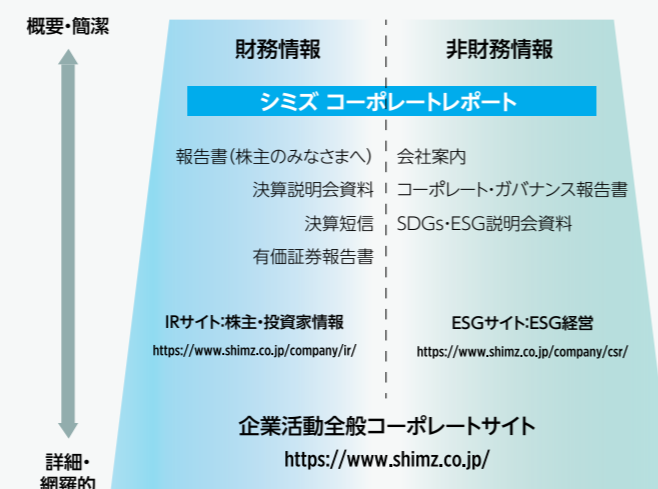 概要・簡潔
財務情報
非財務情報
シミズ コーポレートレポート
報告書（株主のみなさまへ）
会社案内
決算説明会資料
コーポレート・ガバナンス報告書
決算短信
SDGs・ESG説明会資料
有価証券報告書
IRサイト：株主・投資家情報
ESGサイト：ESG経営
https://www.shimz.co.jp/company/ir/
https://www.shimz.co.jp/company/csr/
企業活動全般コーポレートサイト
https://www.shimz.co.jp/
詳細・
網羅的